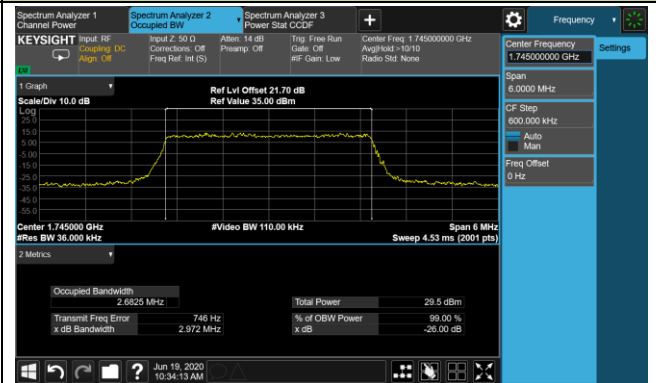 Spectrum Analyzer 1
Channel Power
Spectrum Analyzer 2
Occupied BW
Spectrum Analyzer 3
Power Stat CCDF
Frequency
KEYSIGHT
Input: RF
Coupling: DC
Align: Off
Input Z: 50 Ω
Corrections: Off
Freq Ref: Int (S)
Atten: 14 dB
Preamp: Off
Trig: Free Run
Gate: Off
#IF Gain: Low
Center Freq: 1.745000000 GHz
Avg|Hold:>10/10
Radio Std: None
Center Frequency
1.745000000 GHz
Settings
Span
6.0000 MHz
CF Step
600.000 kHz
Auto
Man
Freq Offset
0 Hz
1 Graph
Scale/Div 10.0 dB
Ref Lvl Offset 21.70 dB
Ref Value 35.00 dBm
Log
25.0
15.0
5.00
-5.00
-15.0
-25.0
-35.0
-45.0
-55.0
Center 1.745000 GHz
#Res BW 36.000 kHz
#Video BW 110.00 kHz
Span 6 MHz
Sweep 4.53 ms (2001 pts)
2 Metrics
Occupied Bandwidth
2.6825 MHz
Total Power 29.5 dBm
Transmit Freq Error 746 Hz
% of OBW Power 99.00 %
x dB Bandwidth 2.972 MHz
x dB -26.00 dB
Jun 19, 2020
10:34:13 AM